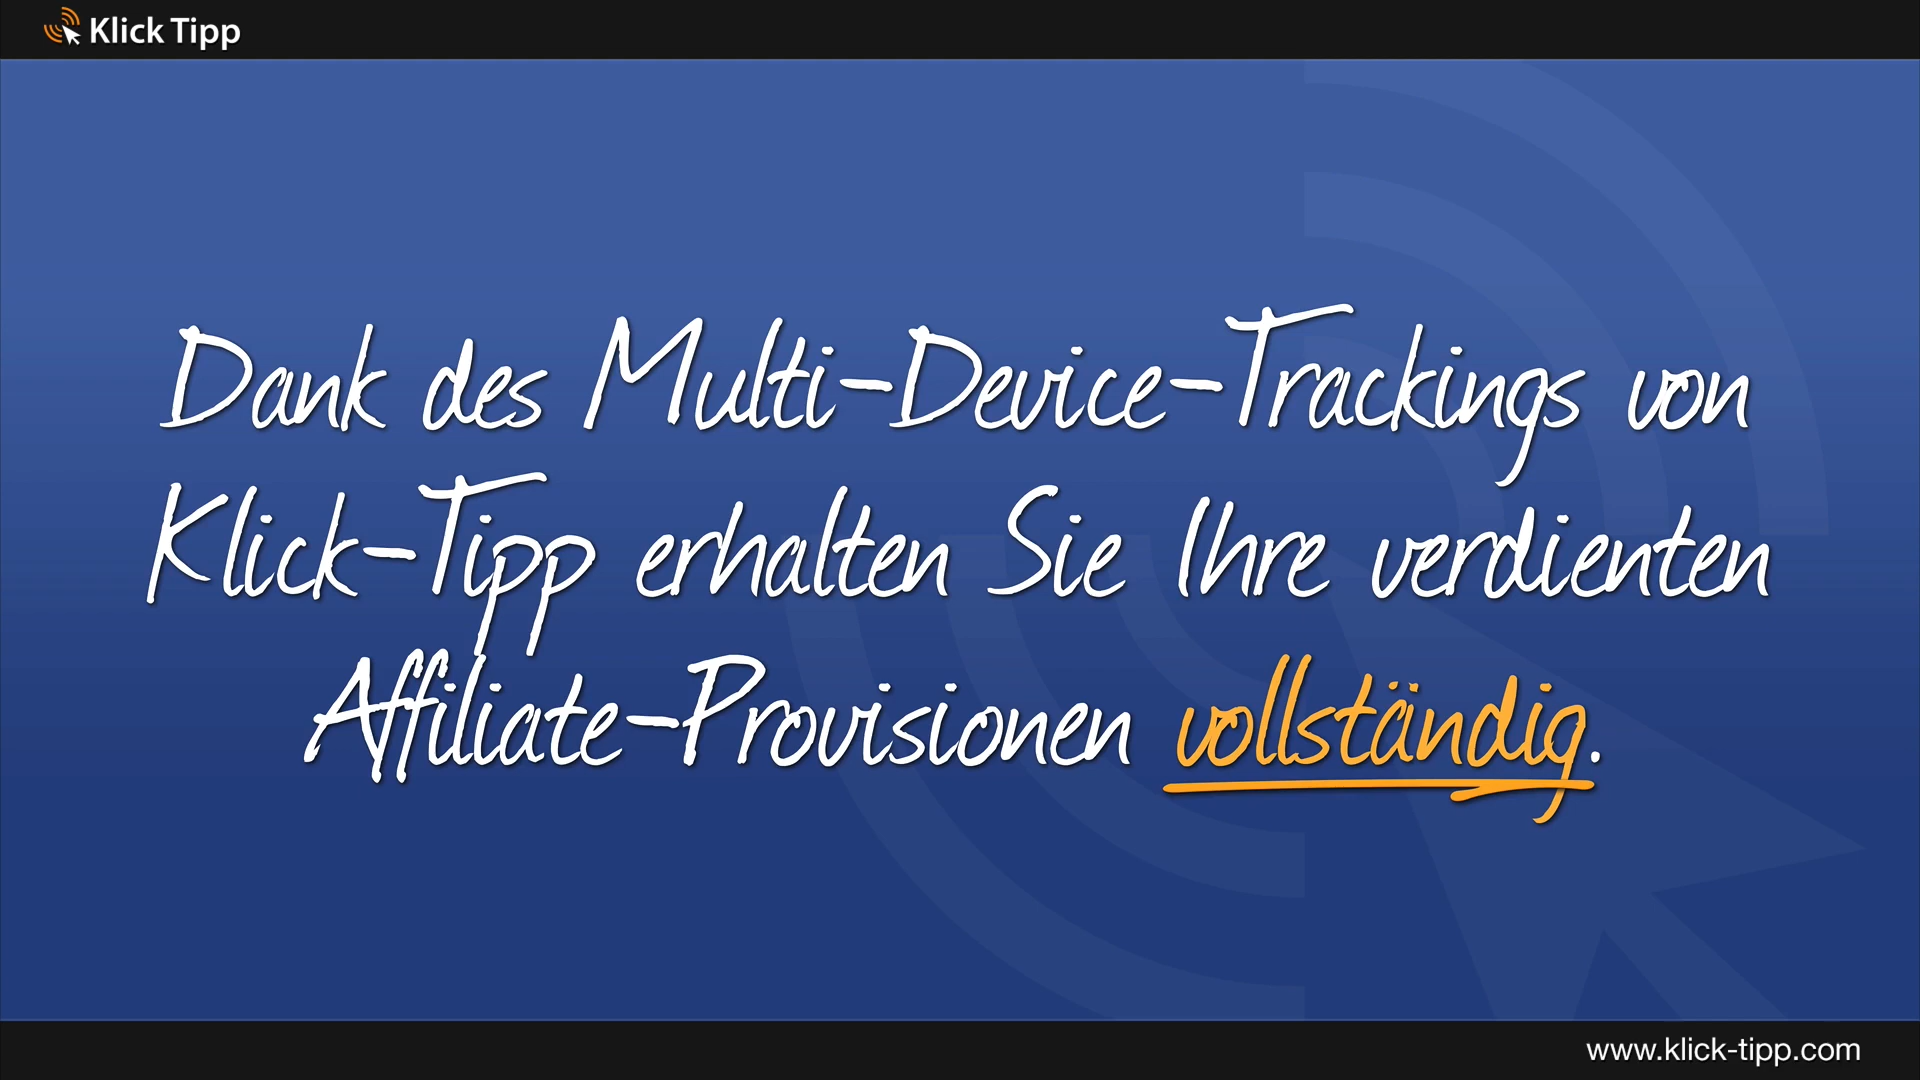 Klick Tipp
Dank des Multi-Device-Trackings von
Klick-Tipp erhalten Sie Ihre verdienten
Affiliate-Provisionen vollständig.
www.klick-tipp.com